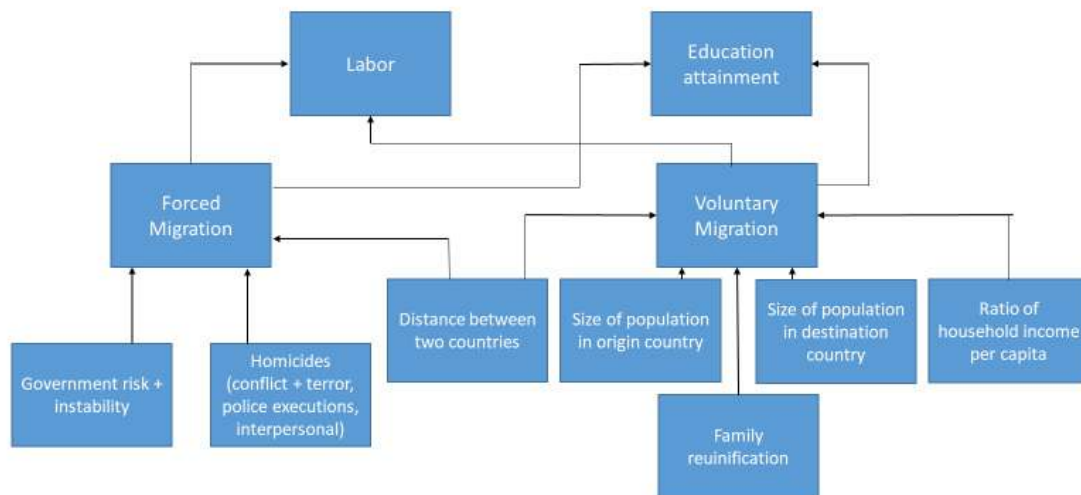 Labor
Education
attainment
Forced
Migration
Voluntary
Migration
Distance between
two countries
Size of population
in origin country
Size of population
in destination
country
Ratio of
household income
per capita
Government risk +
instability
Homicides
(conflict + terror,
police executions,
interpersonal)
Family
reuinification